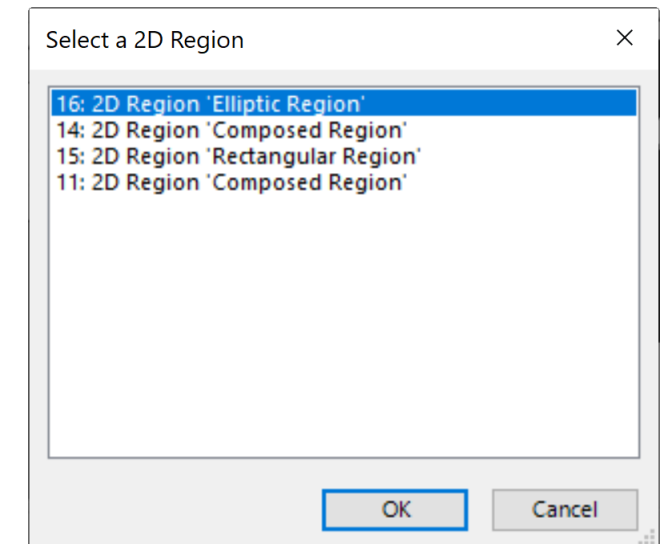 Select a 2D Region
16: 2D Region 'Elliptic Region'
14: 2D Region 'Composed Region'
15: 2D Region 'Rectangular Region'
11: 2D Region 'Composed Region'
OK
Cancel